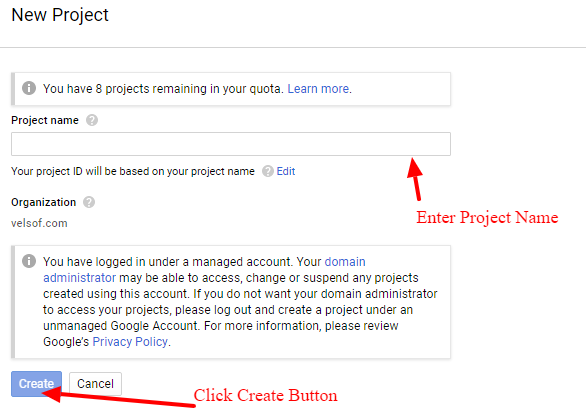 New Project
You have 8 projects remaining in your quota. Learn more.
Project name
Your project ID will be based on your project name Edit
Enter Project Name
Organization
velsof.com
You have logged in under a managed account. Your domain
administrator may be able to access, change or suspend any projects
created using this account. If you do not want your domain administrator
to access your projects, please log out and create a project under an
unmanaged Google Account. For more information, please review
Google's Privacy Policy.
Create Cancel
Click Create Button